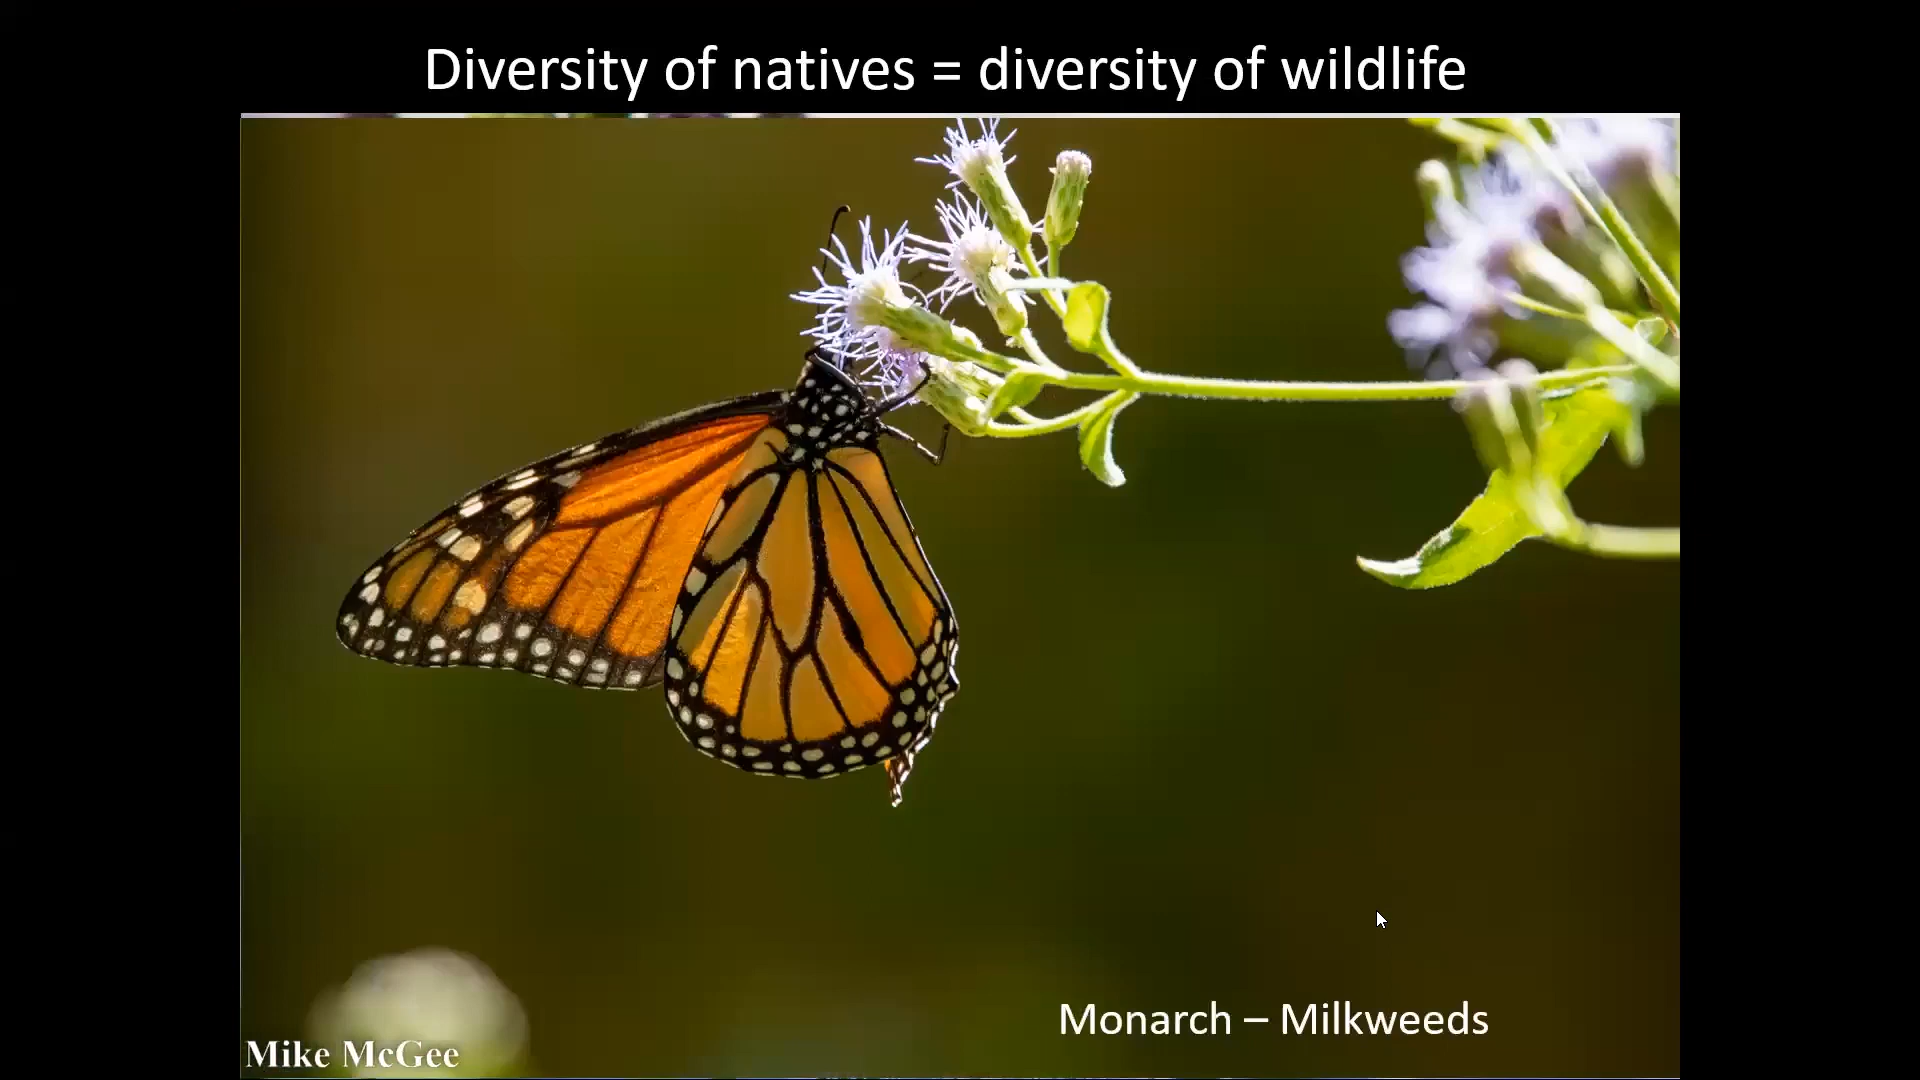 Diversity of natives = diversity of wildlife
Monarch – Milkweeds
Mike McGee